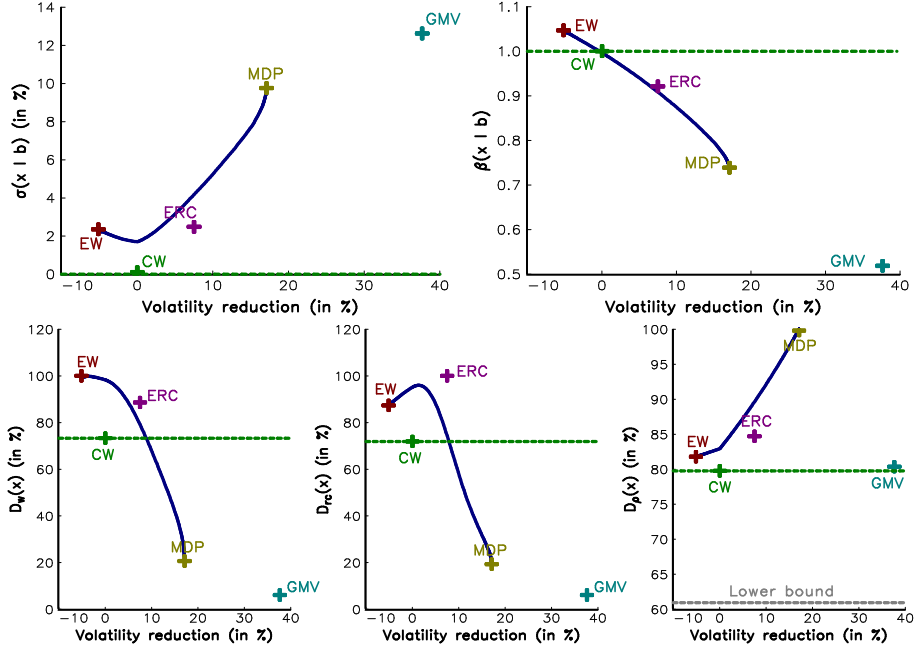 14
12
10
8
6
4
2
0
σ(x | b) (in %)
GMV
MDP
ERC
EW
CW
−10 0 10 20 30 40
Volatility reduction (in %)
1.1
1.0
0.9
0.8
0.7
0.6
0.5
β(x | b)
EW
CW
ERC
MDP
GMV
−10 0 10 20 30 40
Volatility reduction (in %)
120
100
80
60
40
20
0
D_w(x) (in %)
EW
ERC
CW
MDP
GMV
−10 0 10 20 30 40
Volatility reduction (in %)
120
100
80
60
40
20
0
D_rc(x) (in %)
ERC
EW
CW
MDP
GMV
−10 0 10 20 30 40
Volatility reduction (in %)
100
95
90
85
80
75
70
65
60
D_ρ(x) (in %)
MDP
ERC
EW
CW
GMV
Lower bound
−10 0 10 20 30 40
Volatility reduction (in %)